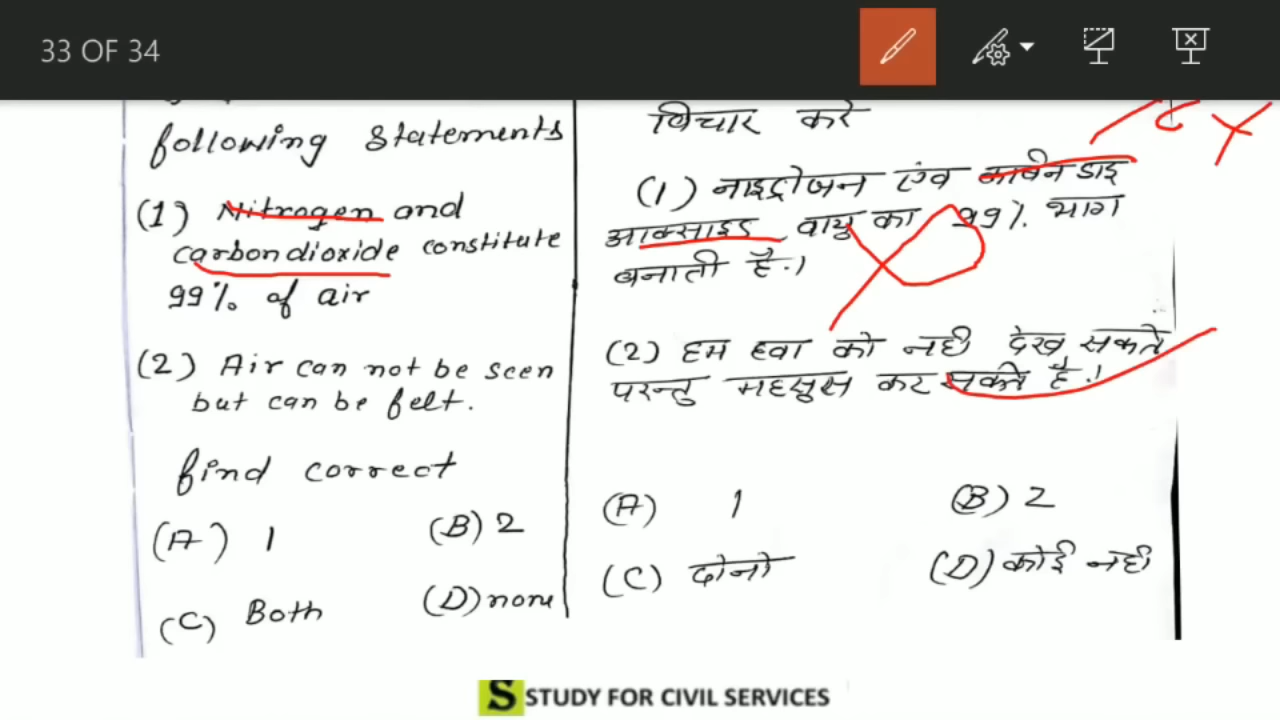 33 OF 34
following Statements
(1) Nitrogen and
carbondioxide constitute
99% of air
(2) Air can not be seen
but can be felt.
find correct
(A) 1 (B) 2
(C) Both (D) none
विचार करे
(1) नाइट्रोजन एंव कार्बन डाइ
आक्साइड वायु का 99% भाग
बनाती है।
(2) हम हवा को नही देख सकते
परन्तु महसुस कर सकते है।
(A) 1 (B) 2
(C) दोनो (D) कोई नही
S STUDY FOR CIVIL SERVICES